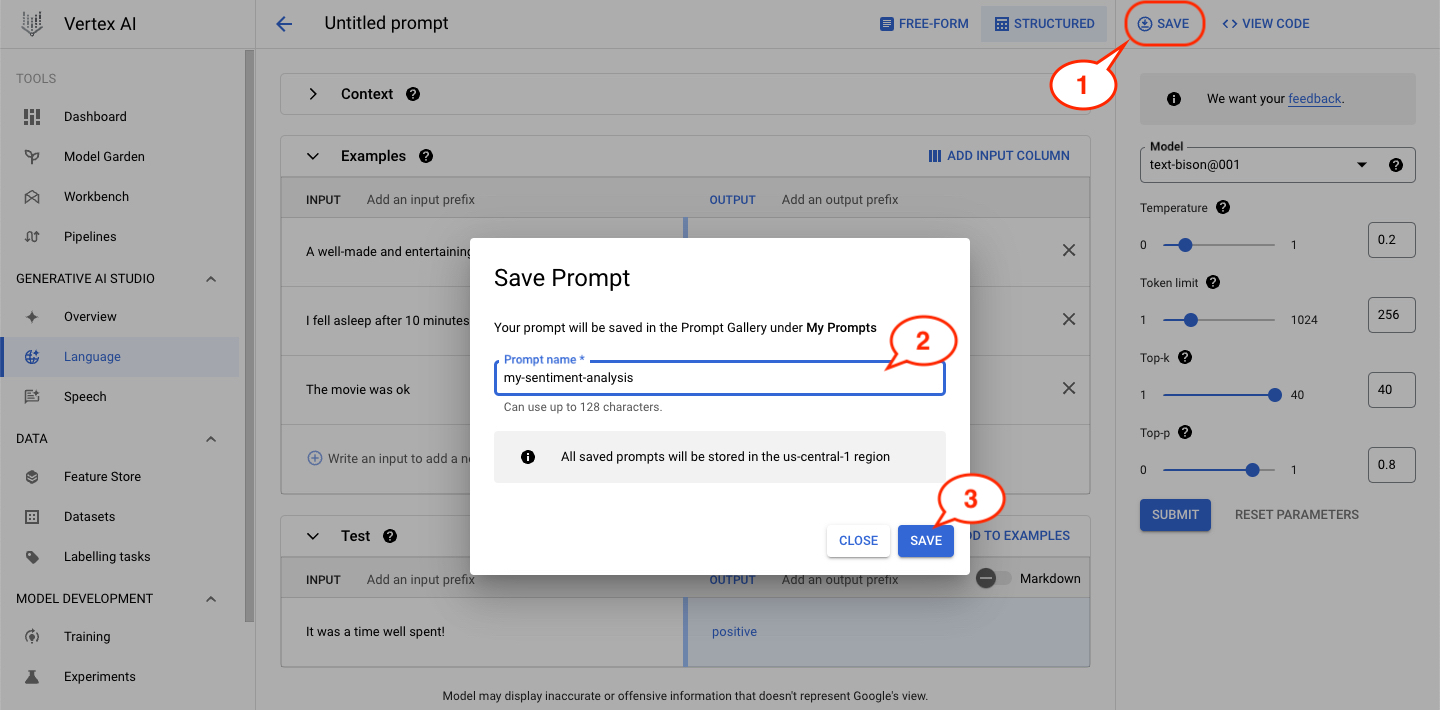 Vertex AI
Untitled prompt
FREE-FORM
STRUCTURED
SAVE
VIEW CODE
1
TOOLS
Dashboard
Model Garden
Workbench
Pipelines
GENERATIVE AI STUDIO
Overview
Language
Speech
DATA
Feature Store
Datasets
Labelling tasks
MODEL DEVELOPMENT
Training
Experiments
Context
Examples
ADD INPUT COLUMN
INPUT Add an input prefix
OUTPUT Add an output prefix
A well-made and entertaining
I fell asleep after 10 minutes
The movie was ok
Write an input to add a
Save Prompt
Your prompt will be saved in the Prompt Gallery under My Prompts
2
Prompt name *
my-sentiment-analysis
Can use up to 128 characters.
All saved prompts will be stored in the us-central-1 region
3
CLOSE
SAVE
Test
TO EXAMPLES
INPUT Add an input prefix
OUTPUT Add an output prefix
Markdown
It was a time well spent!
positive
Model may display inaccurate or offensive information that doesn't represent Google's view.
We want your feedback.
Model
text-bison@001
Temperature
0 1 0.2
Token limit
1 1024 256
Top-k
1 40 40
Top-p
0 1 0.8
SUBMIT
RESET PARAMETERS